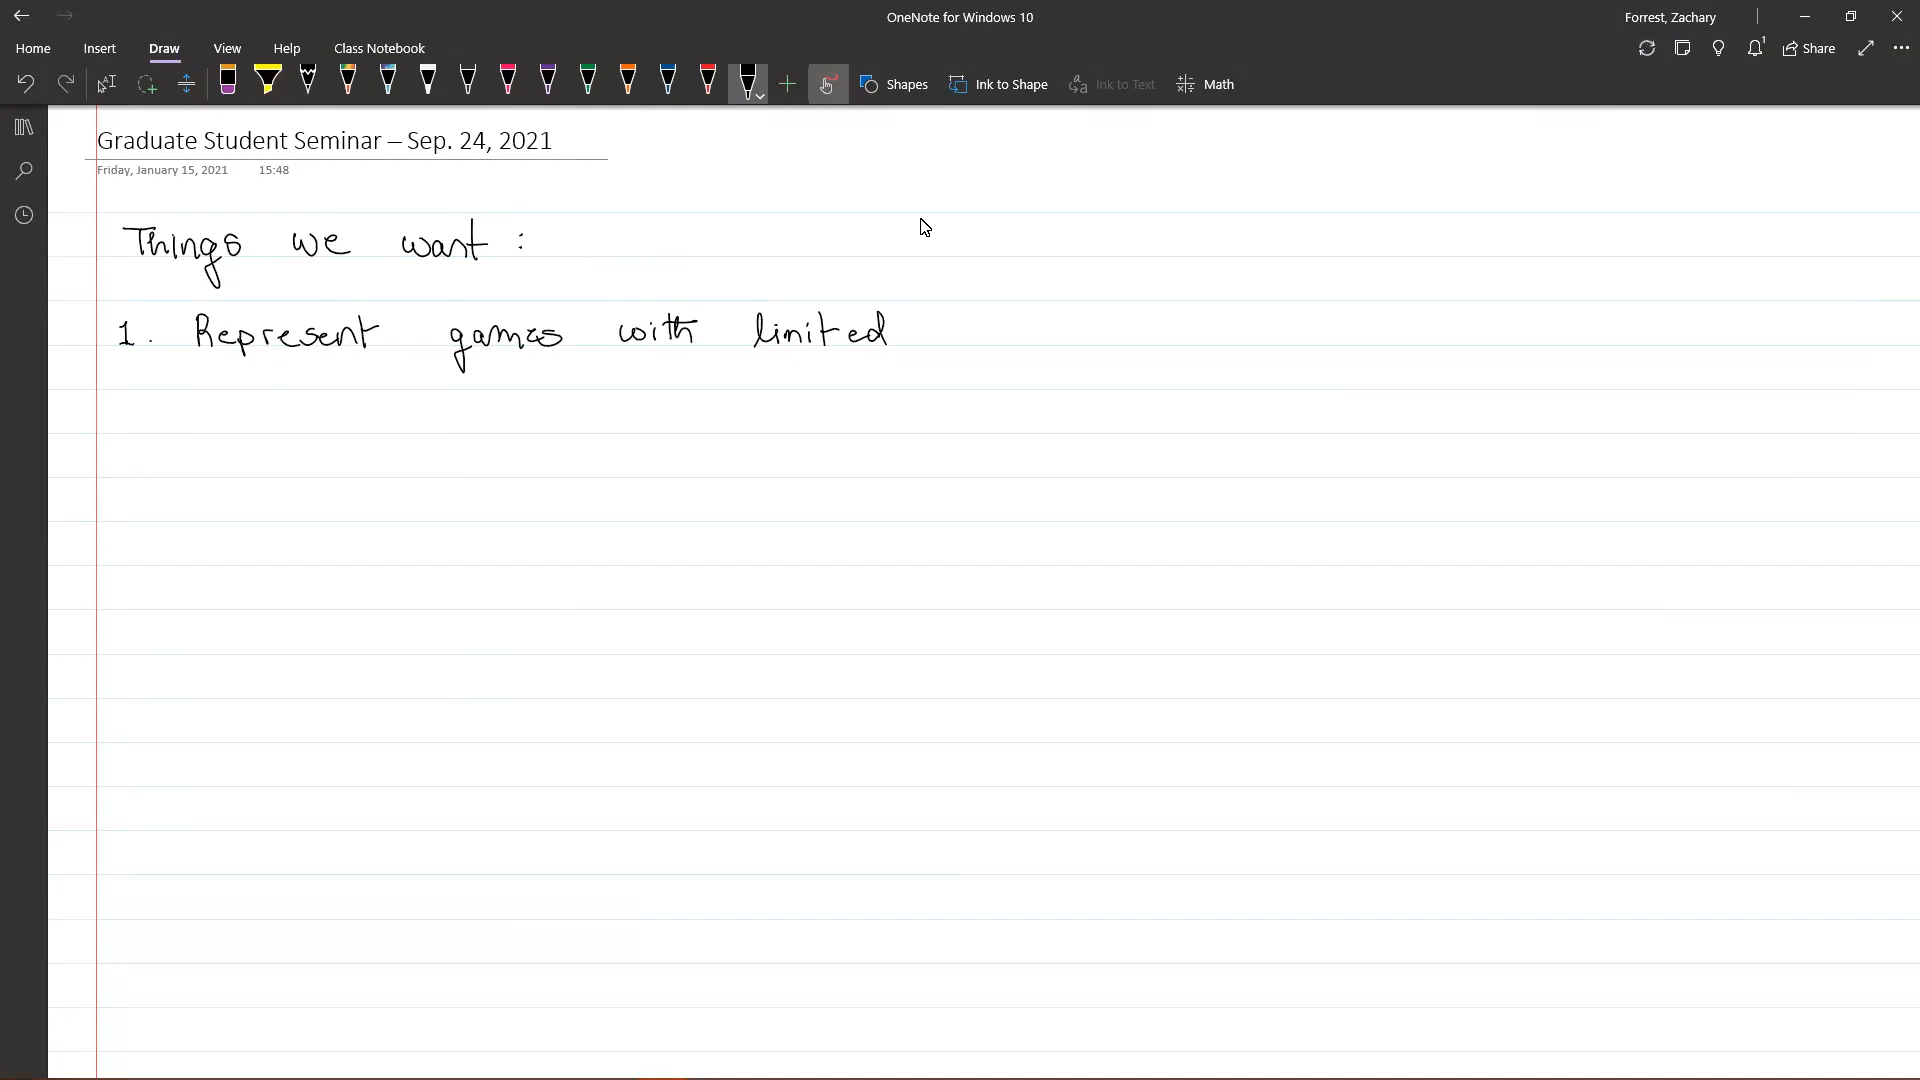 OneNote for Windows 10
Forrest, Zachary
Home Insert Draw View Help Class Notebook
1 Share
Shapes Ink to Shape Ink to Text Math
Graduate Student Seminar – Sep. 24, 2021
Friday, January 15, 2021 15:48
Things we want :
1. Represent games with limited